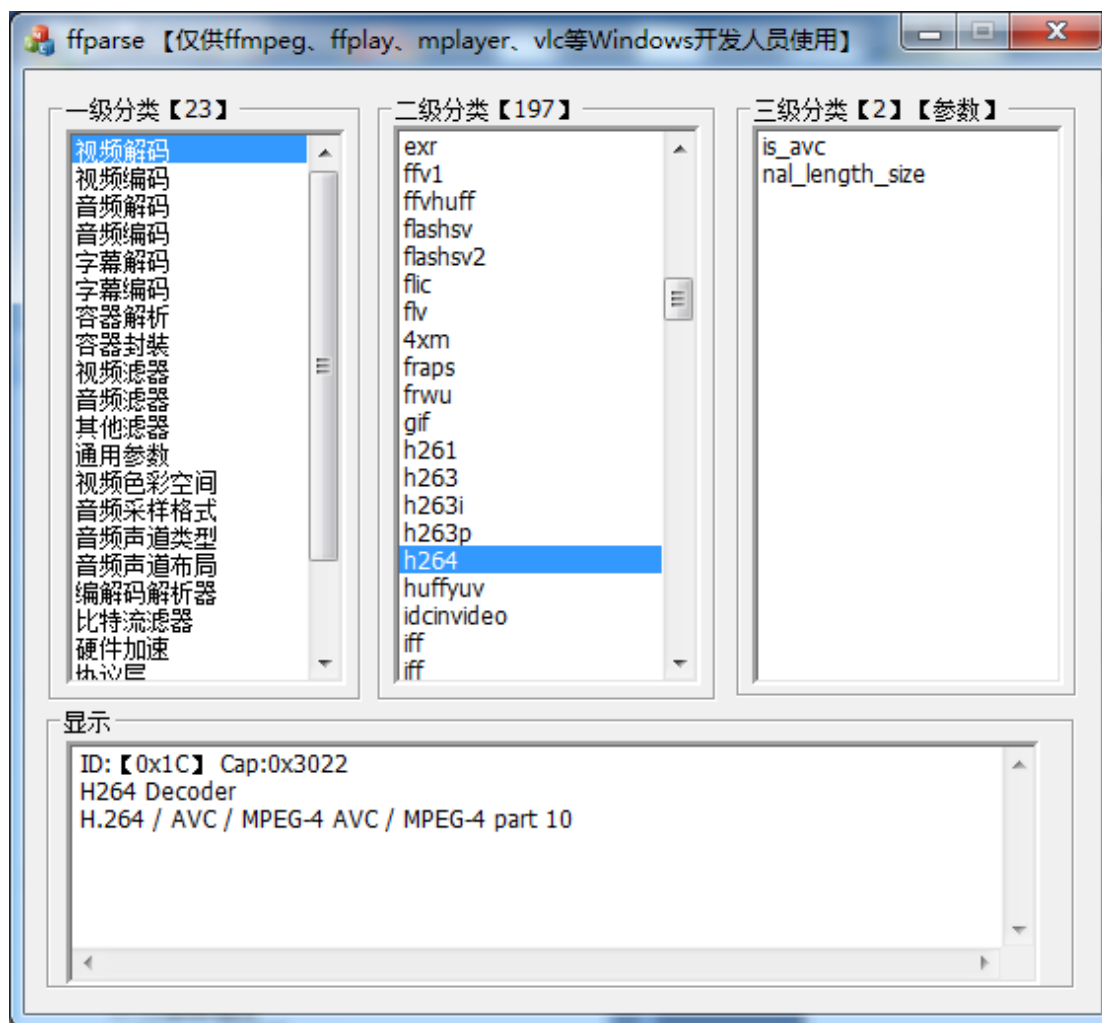 ffparse 【仅供ffmpeg、ffplay、mplayer、vlc等Windows开发人员使用】
一级分类【23】
视频解码
视频编码
音频解码
音频编码
字幕解码
字幕编码
容器解析
容器封装
视频滤器
音频滤器
其他滤器
通用参数
视频色彩空间
音频采样格式
音频声道类型
音频声道布局
编解码解析器
比特流滤器
硬件加速
协议层
二级分类【197】
exr
ffv1
ffvhuff
flashsv
flashsv2
flic
flv
4xm
fraps
frwu
gif
h261
h263
h263i
h263p
h264
huffyuv
idcinvideo
iff
iff
三级分类【2】【参数】
is_avc
nal_length_size
显示
ID:【0x1C】 Cap:0x3022
H264 Decoder
H.264 / AVC / MPEG-4 AVC / MPEG-4 part 10